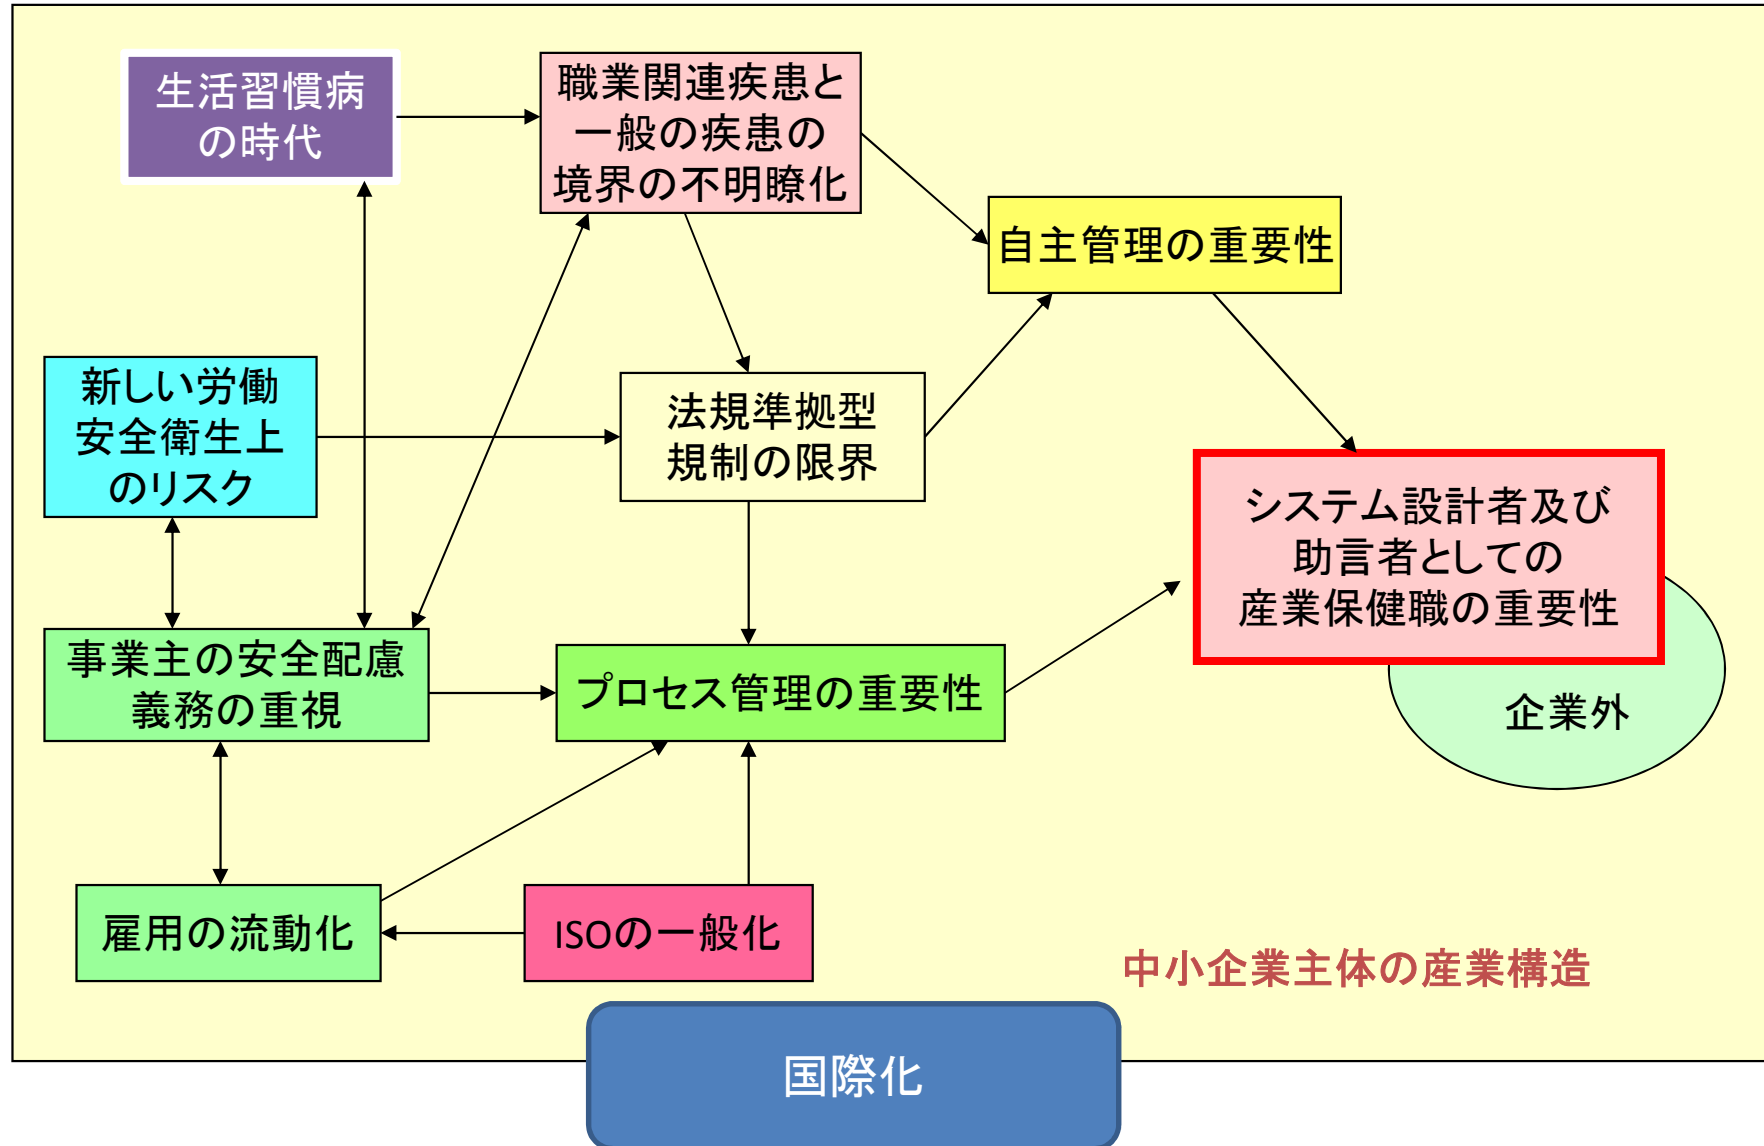 生活習慣病
の時代
職業関連疾患と
一般の疾患の
境界の不明瞭化
自主管理の重要性
新しい労働
安全衛生上
のリスク
法規準拠型
規制の限界
システム設計者及び
助言者としての
産業保健職の重要性
事業主の安全配慮
義務の重視
プロセス管理の重要性
企業外
雇用の流動化
ISOの一般化
中小企業主体の産業構造
国際化